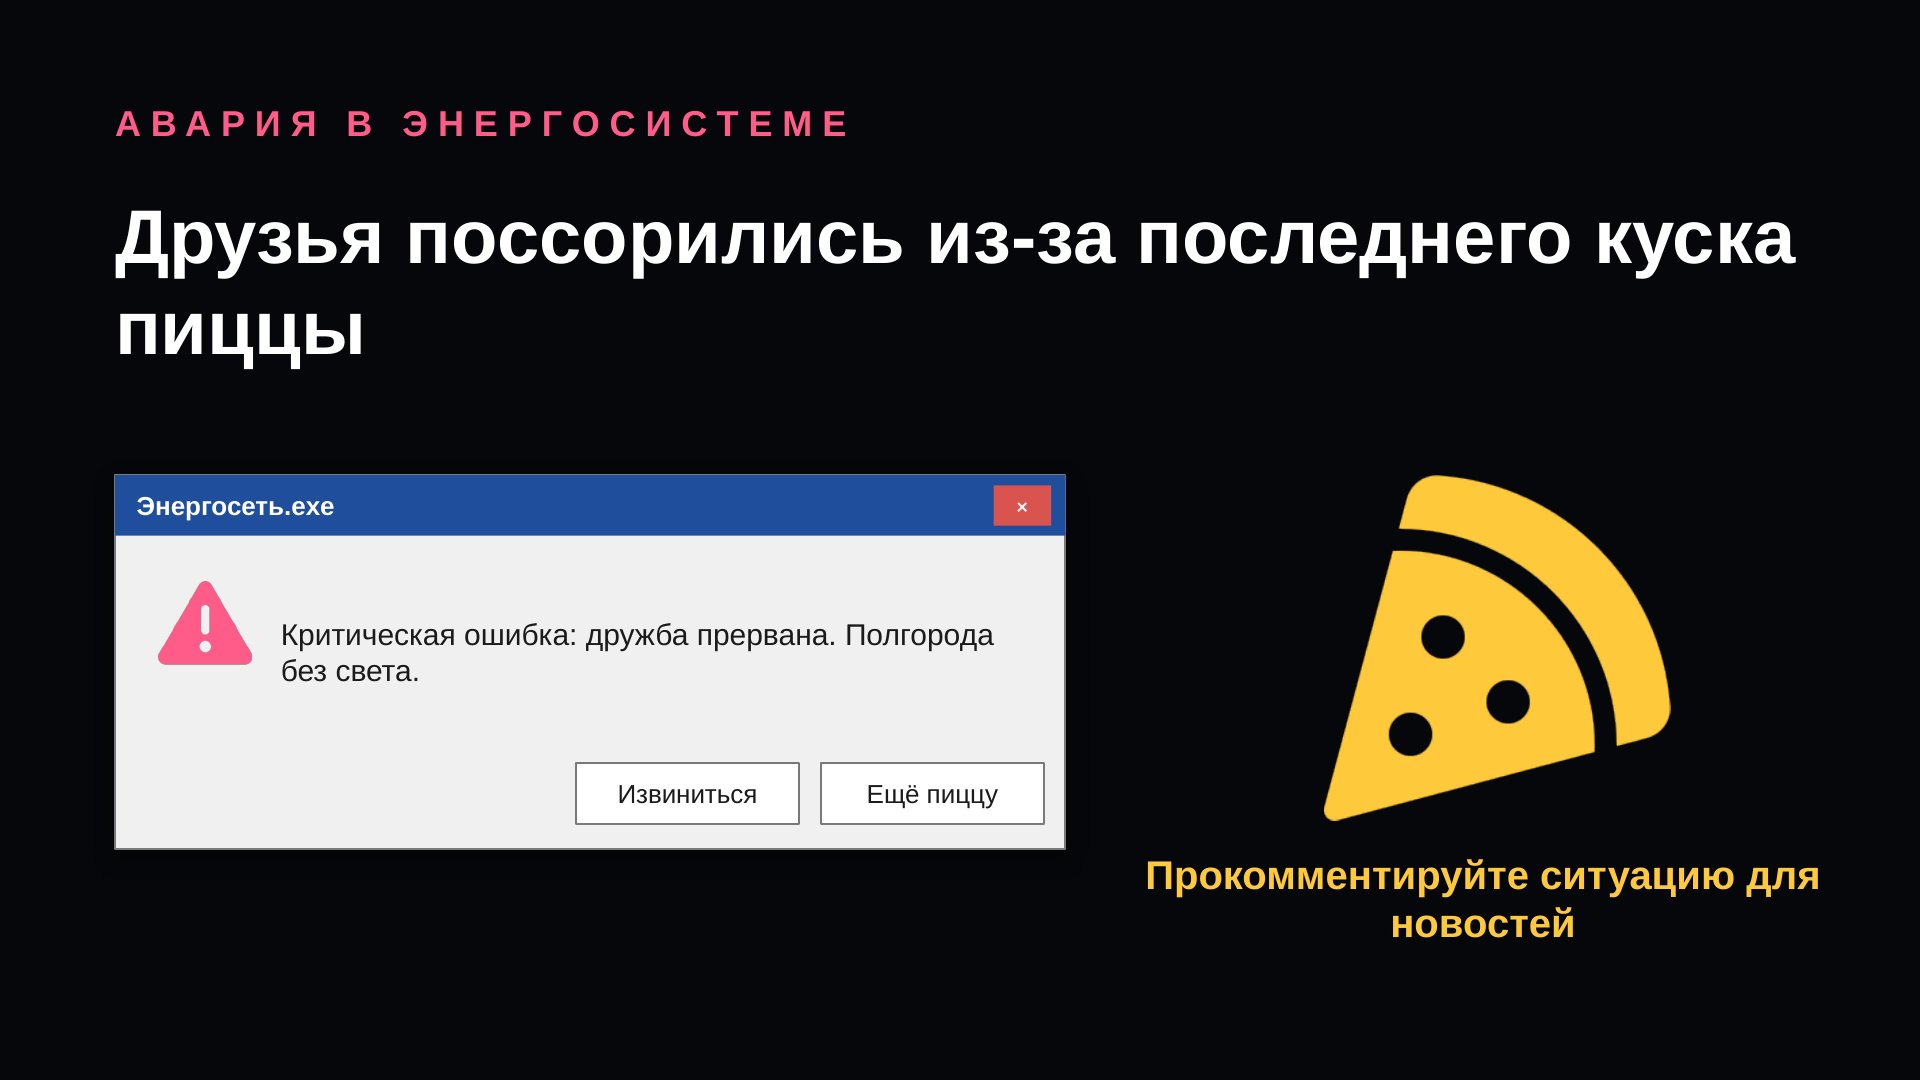 АВАРИЯ В ЭНЕРГОСИСТЕМЕ
Друзья поссорились из-за последнего куска
пиццы
Энергосеть.exe
×
Критическая ошибка: дружба прервана. Полгорода
без света.
Извиниться
Ещё пиццу
Прокомментируйте ситуацию для
новостей